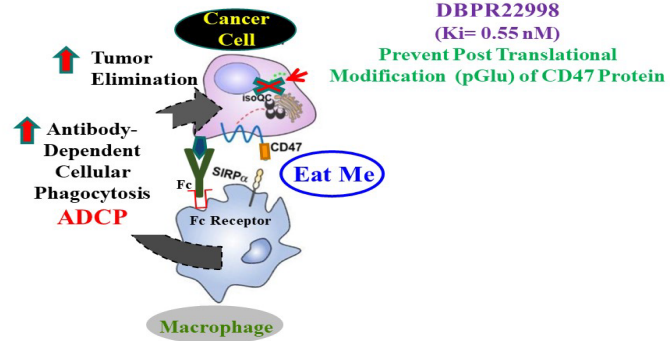 Cancer
Cell
DBPR22998
(Ki= 0.55 nM)
Prevent Post Translational
Modification (pGlu) of CD47 Protein
Tumor
Elimination
isoQC
Antibody-
Dependent
Cellular
Phagocytosis
ADCP
CD47
SIRPα
Eat Me
Fc
Fc Receptor
Macrophage